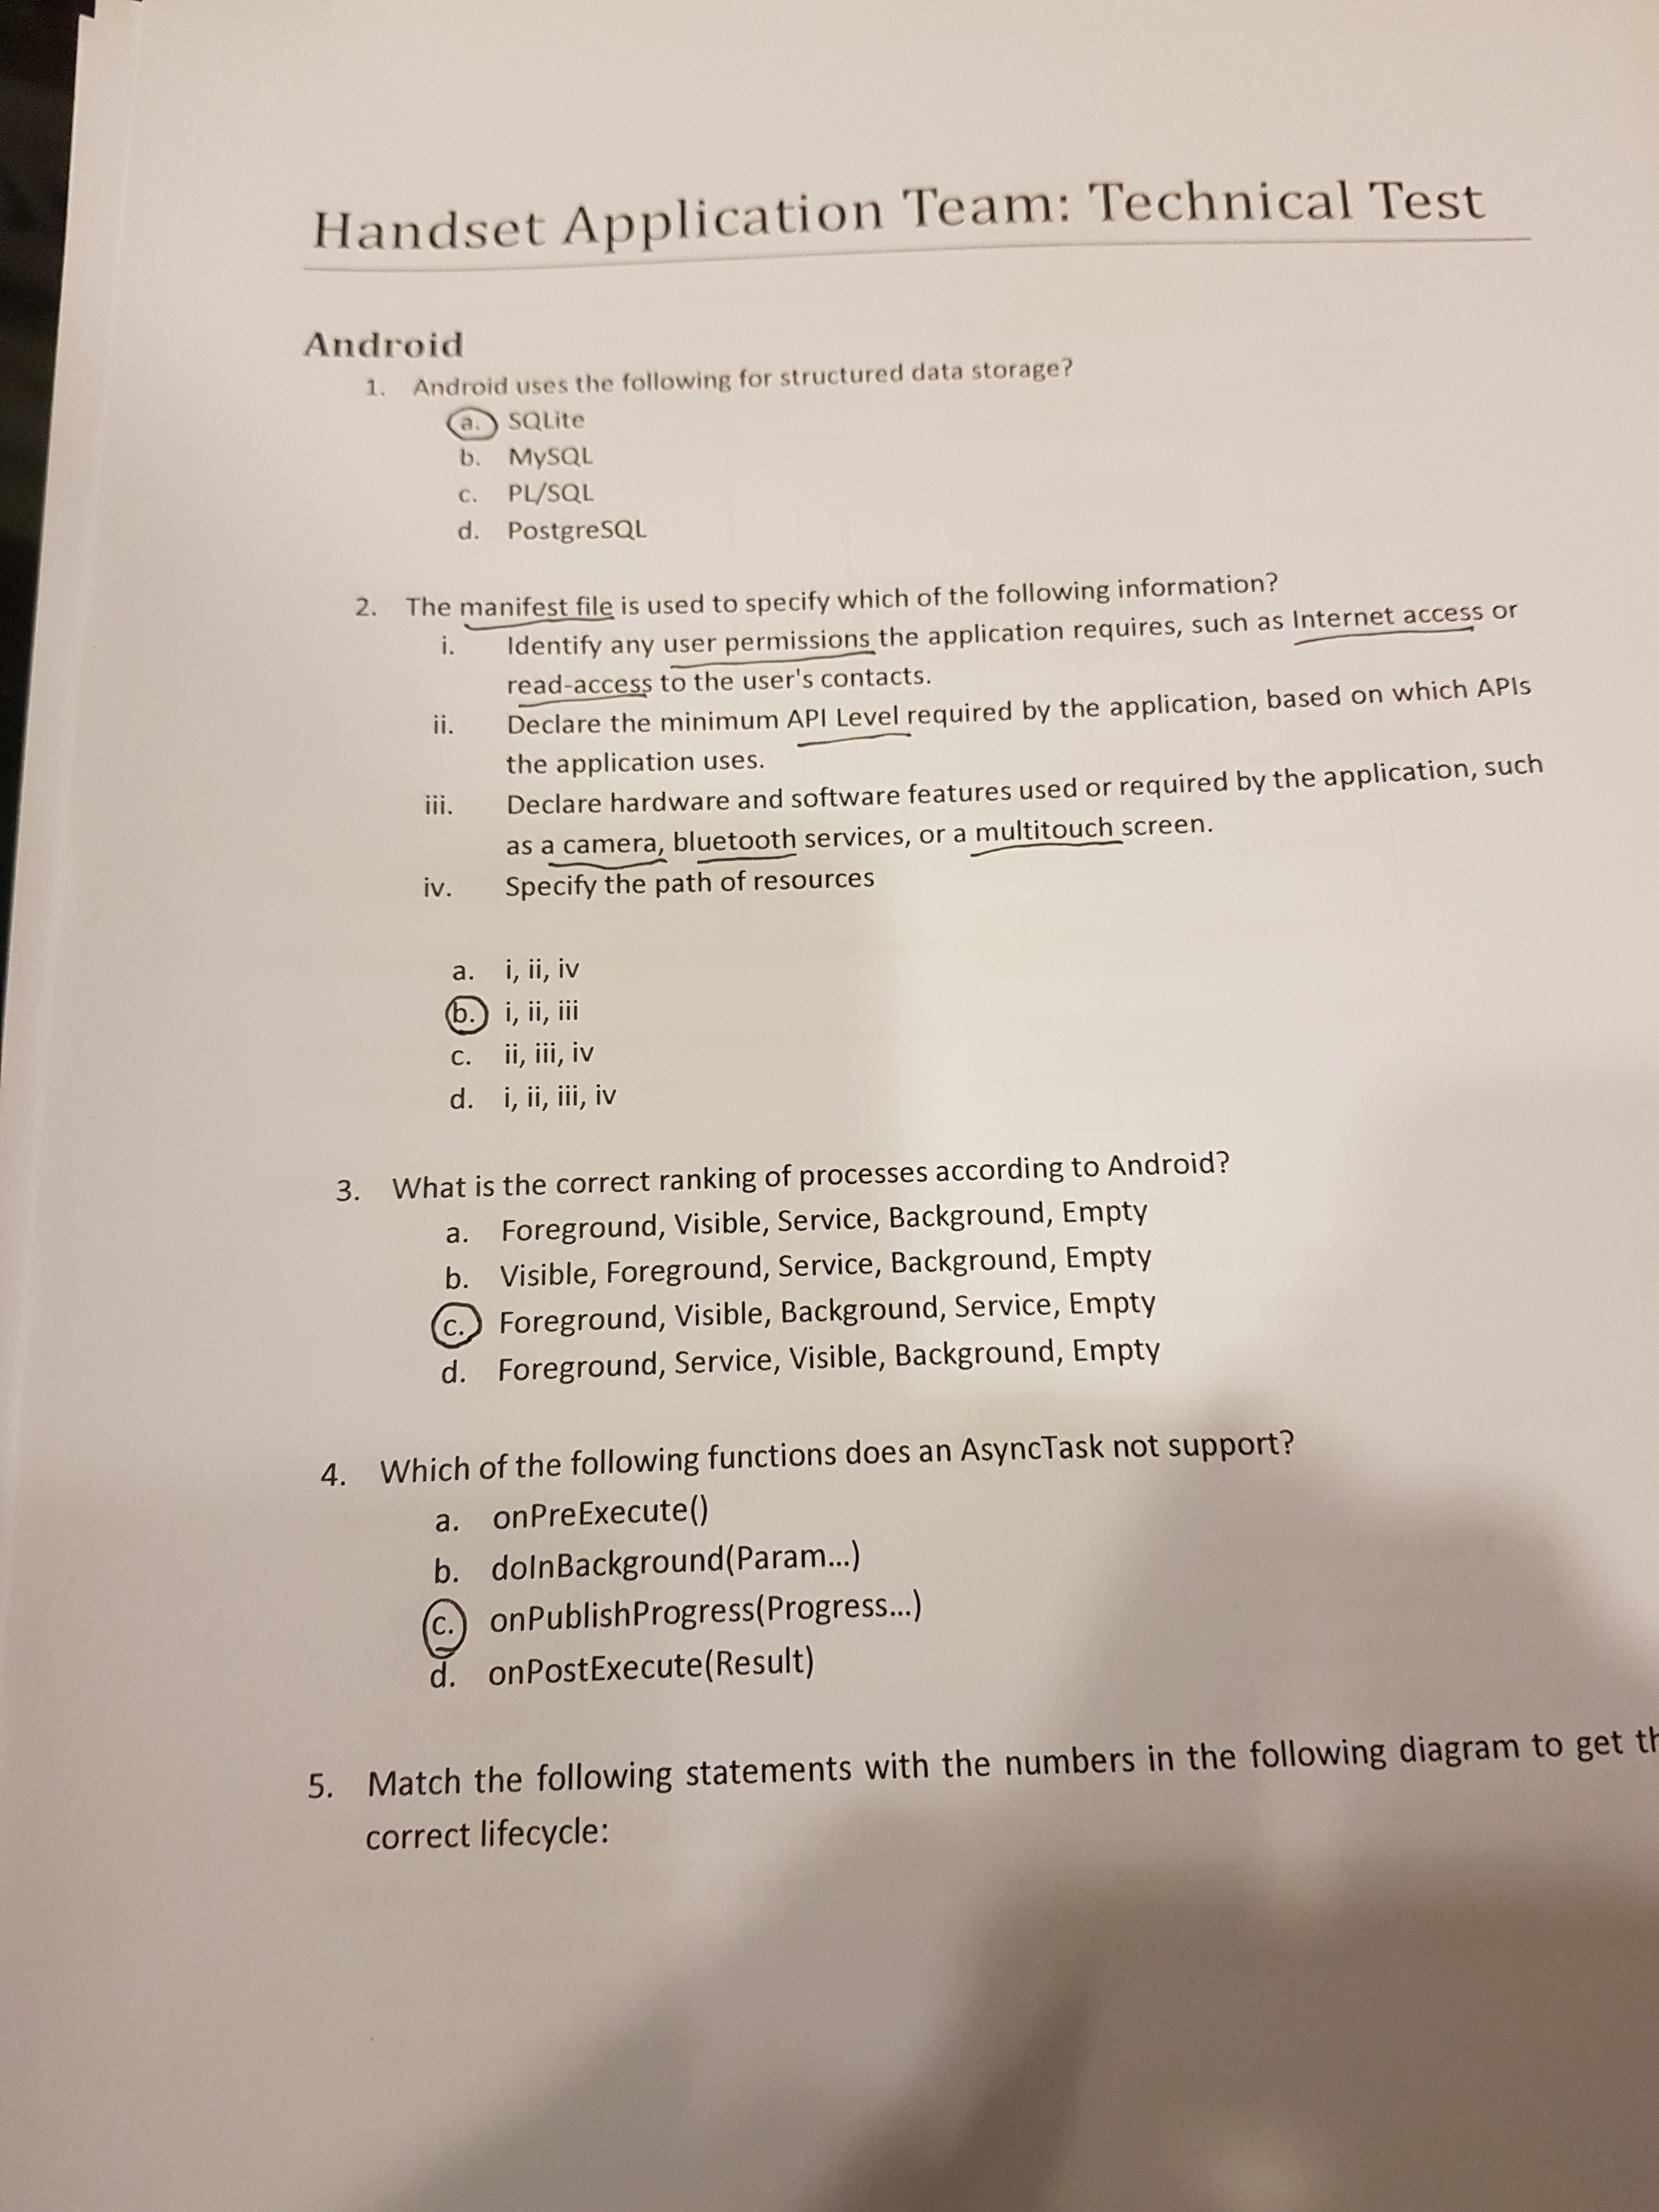 Handset Application Team: Technical Test
Android
1. Android uses the following for structured data storage?
a. SQLite
b. MySQL
c. PL/SQL
d. PostgreSQL
2. The manifest file is used to specify which of the following information?
i. Identify any user permissions the application requires, such as Internet access or
read-access to the user's contacts.
ii. Declare the minimum API Level required by the application, based on which APIs
the application uses.
iii. Declare hardware and software features used or required by the application, such
as a camera, bluetooth services, or a multitouch screen.
iv. Specify the path of resources
a. i, ii, iv
b. i, ii, iii
c. ii, iii, iv
d. i, ii, iii, iv
3. What is the correct ranking of processes according to Android?
a. Foreground, Visible, Service, Background, Empty
b. Visible, Foreground, Service, Background, Empty
c. Foreground, Visible, Background, Service, Empty
d. Foreground, Service, Visible, Background, Empty
4. Which of the following functions does an AsyncTask not support?
a. onPreExecute()
b. doInBackground(Param...)
c. onPublishProgress(Progress...)
d. onPostExecute(Result)
5. Match the following statements with the numbers in the following diagram to get
correct lifecycle: